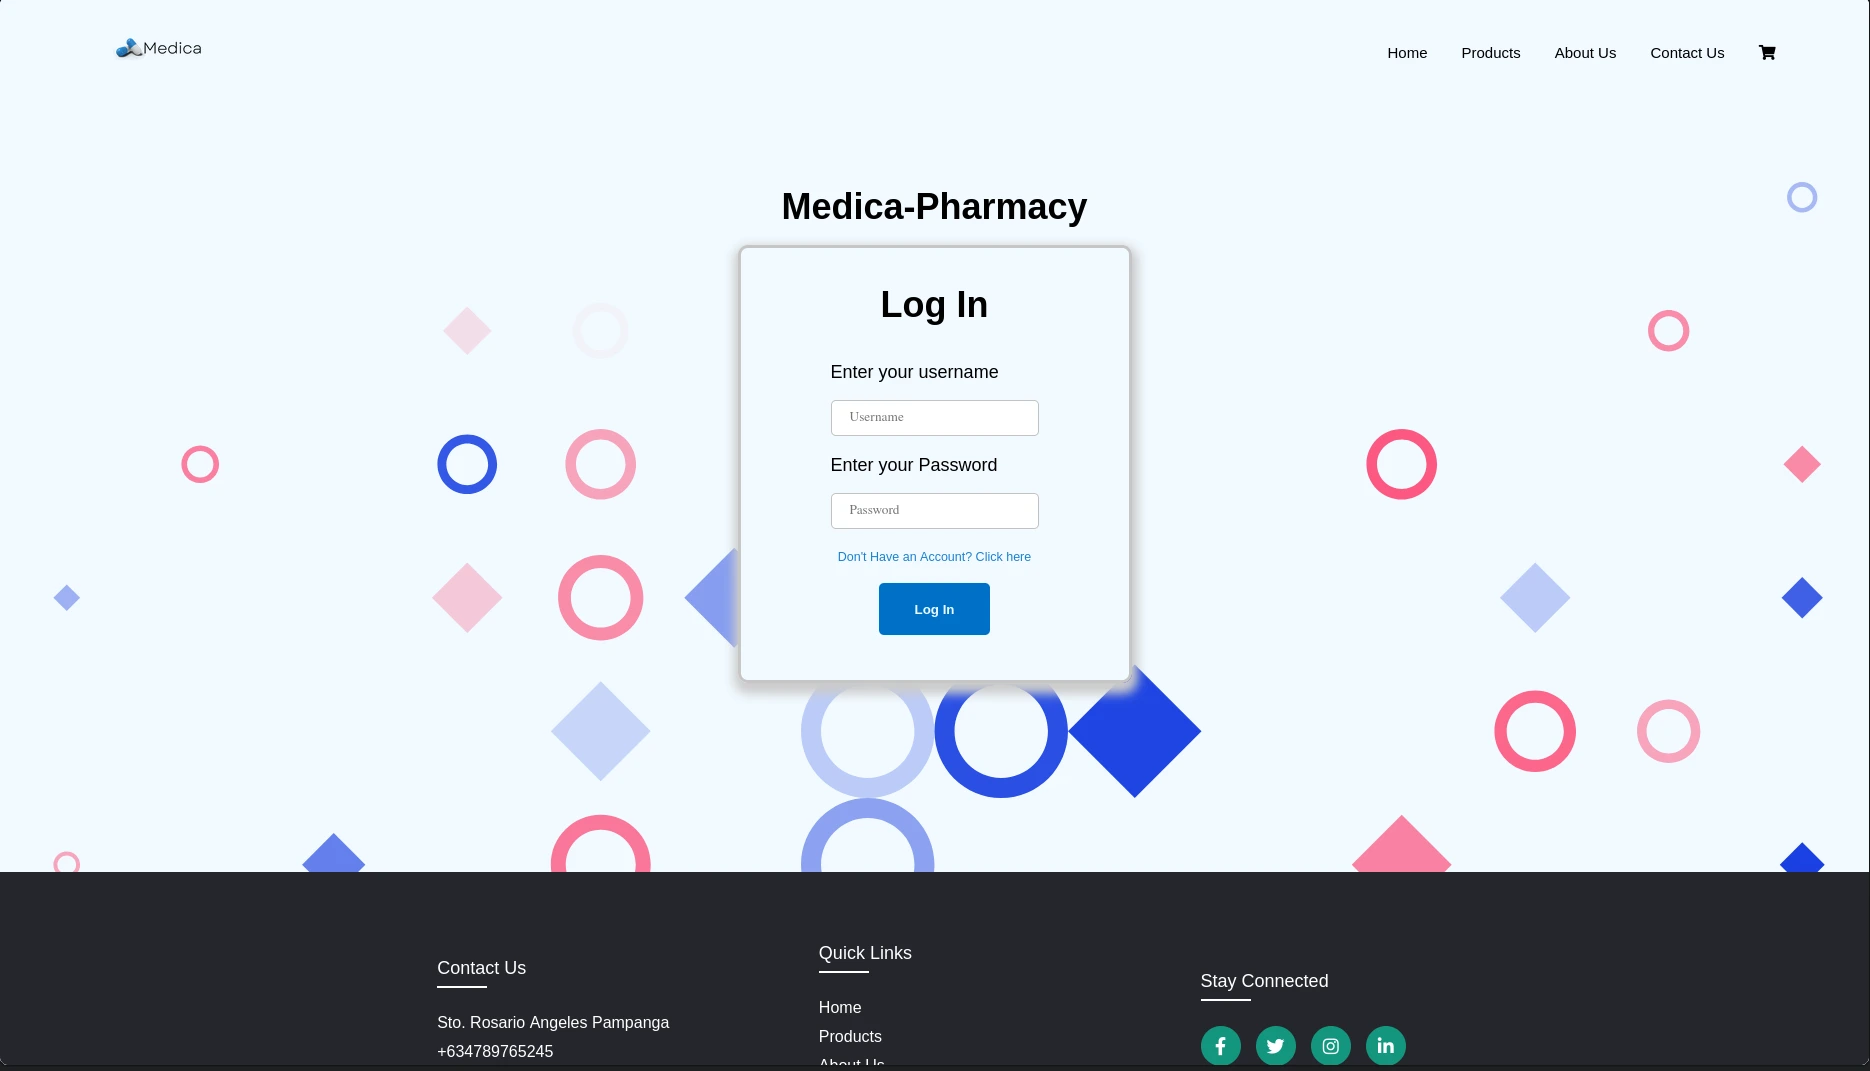 Medica
Home Products About Us Contact Us
Medica-Pharmacy
Log In
Enter your username
Username
Enter your Password
Password
Don't Have an Account? Click here
Log In
Contact Us
Sto. Rosario Angeles Pampanga
+634789765245
Quick Links
Home
Products
About Us
Stay Connected